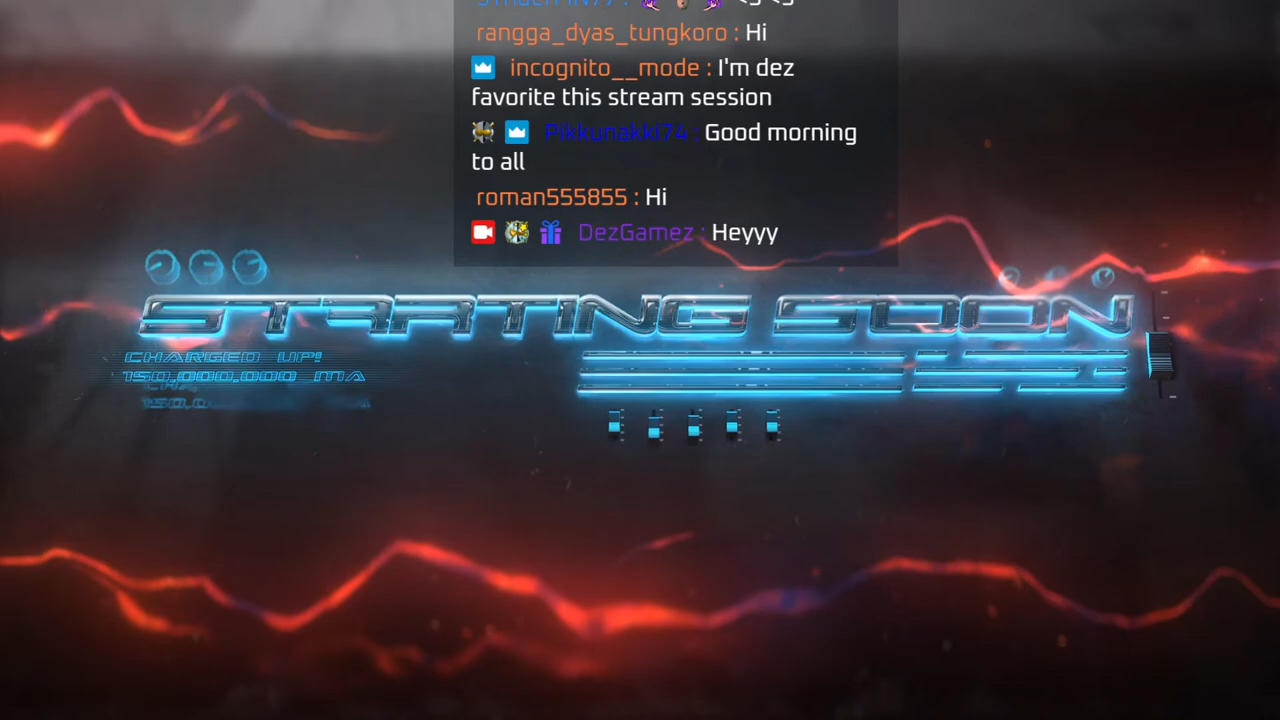 rangga_dyas_tungkoro : Hi
incognito__mode : I'm dez
favorite this stream session
Pikkunakki74 : Good morning
to all
roman555855 : Hi
DezGamez : Heyyy
STARTING SOON
CHARGED UP!
150,000,000 MA